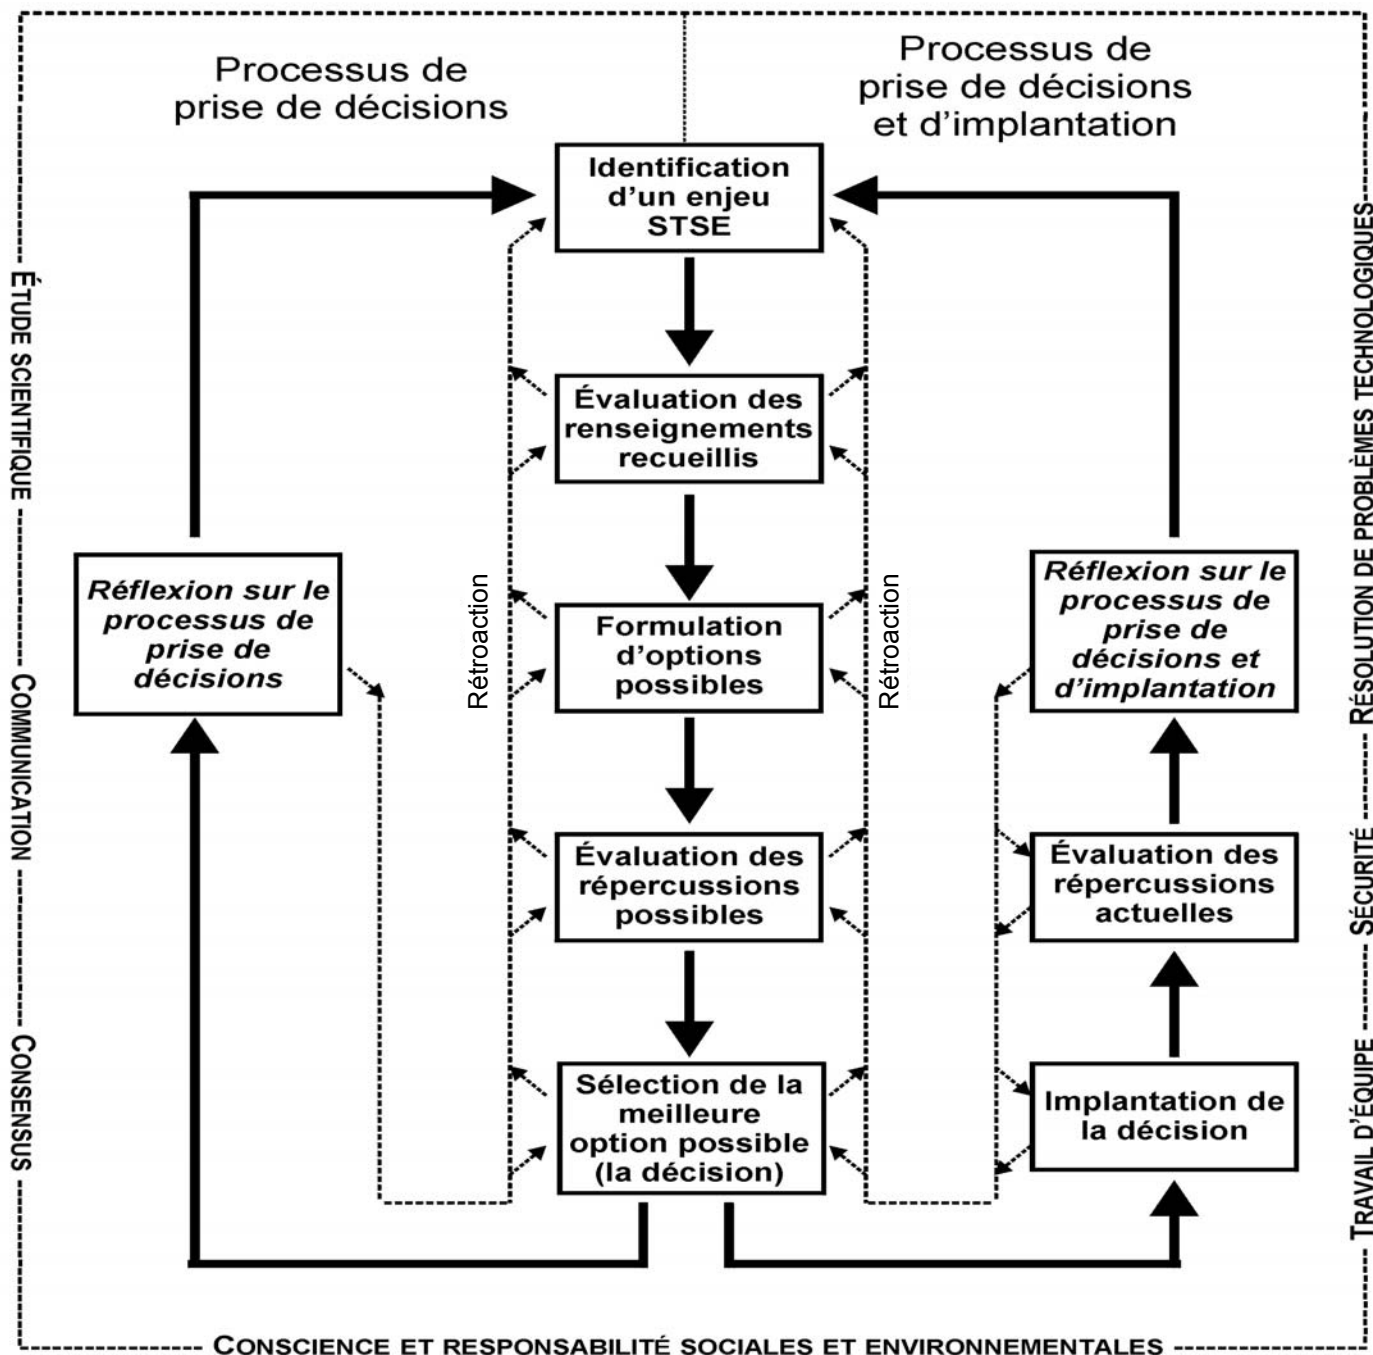 Processus de
prise de décisions
Processus de
prise de décisions
et d’implantation
Identification
d’un enjeu
STSE
Évaluation des
renseignements
recueillis
Formulation
d’options
possibles
Évaluation des
répercussions
possibles
Sélection de la
meilleure
option possible
(la décision)
Réflexion sur le
processus de
prise de
décisions
Rétroaction
Rétroaction
Réflexion sur le
processus de
prise de
décisions et
d’implantation
Évaluation des
répercussions
actuelles
Implantation de
la décision
ÉTUDE SCIENTIFIQUE
COMMUNICATION
CONSENSUS
RÉSOLUTION DE PROBLÈMES TECHNOLOGIQUES
SÉCURITÉ
TRAVAIL D’ÉQUIPE
CONSCIENCE ET RESPONSABILITÉ SOCIALES ET ENVIRONNEMENTALES